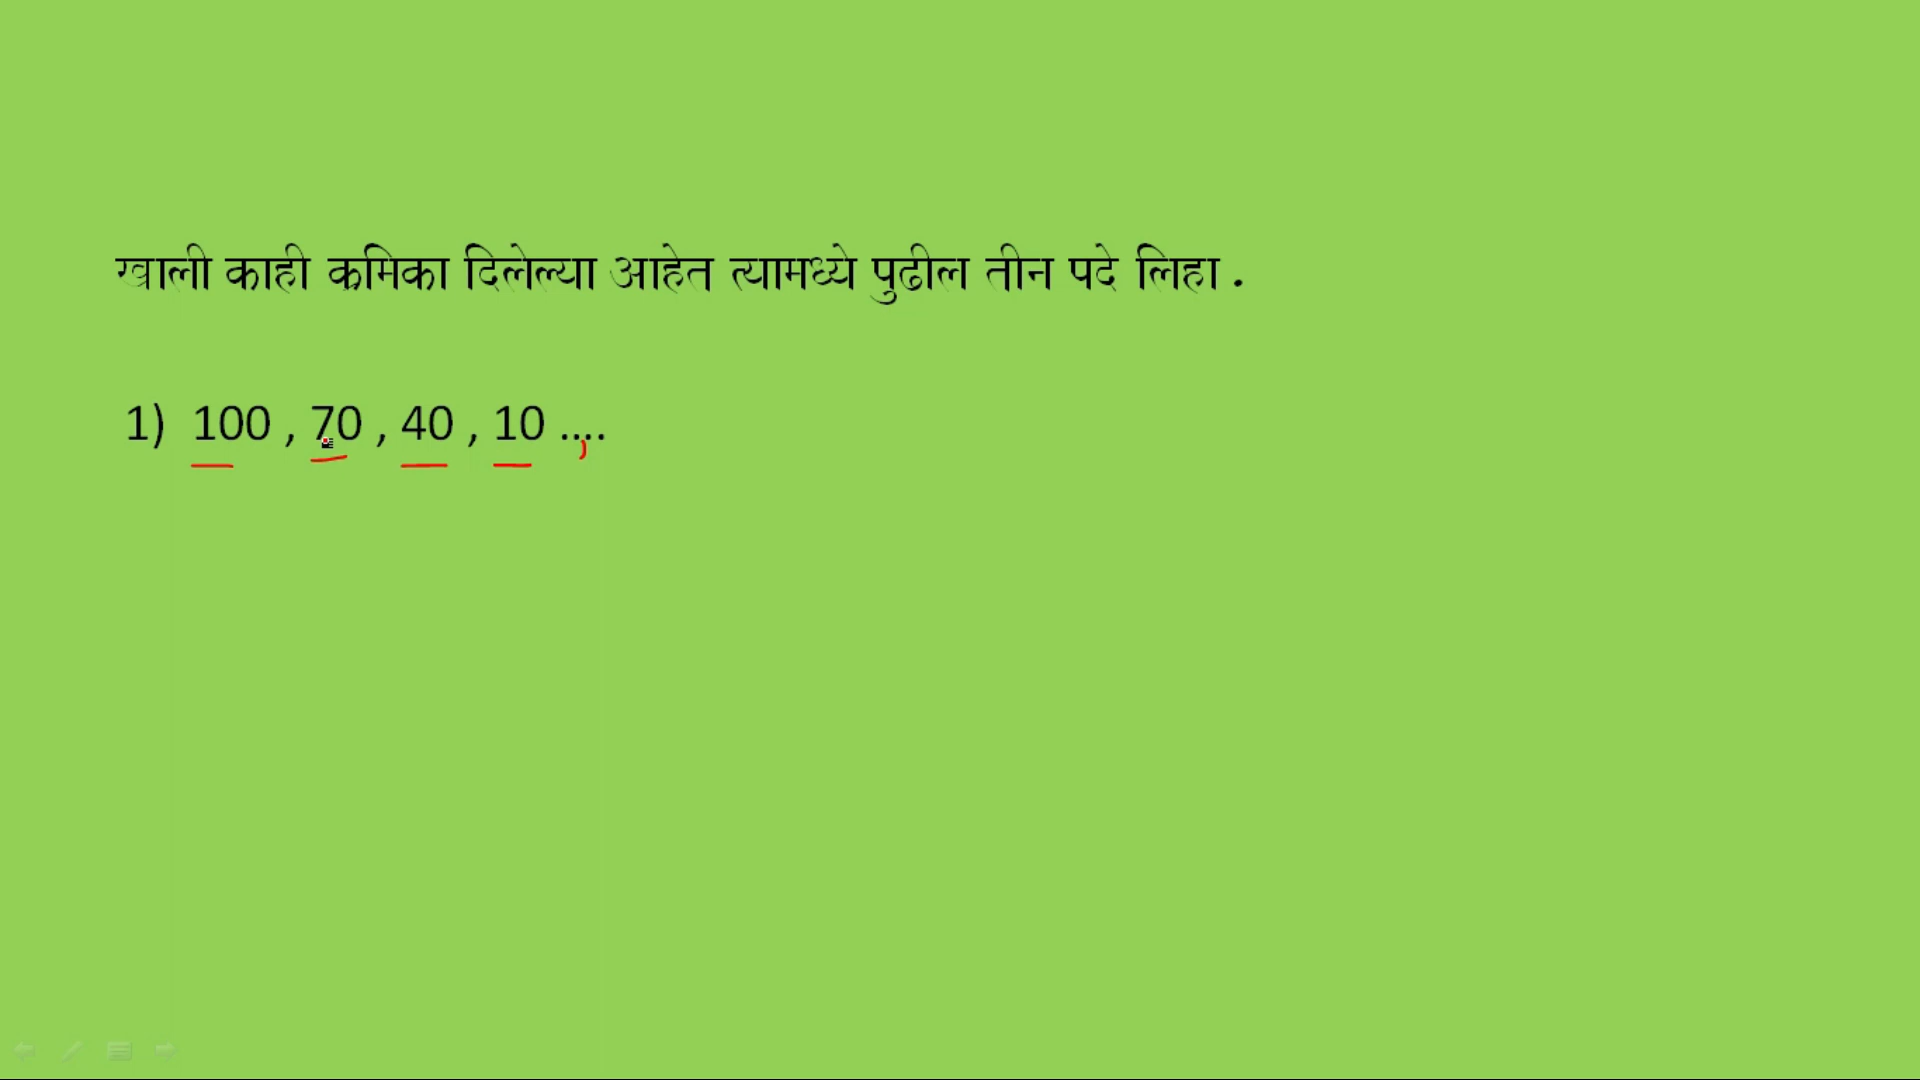 खाली काही क्रमिका दिलेल्या आहेत त्यामध्ये पुढील तीन पदे लिहा .
1) 100 , 70 , 40 , 10 ....